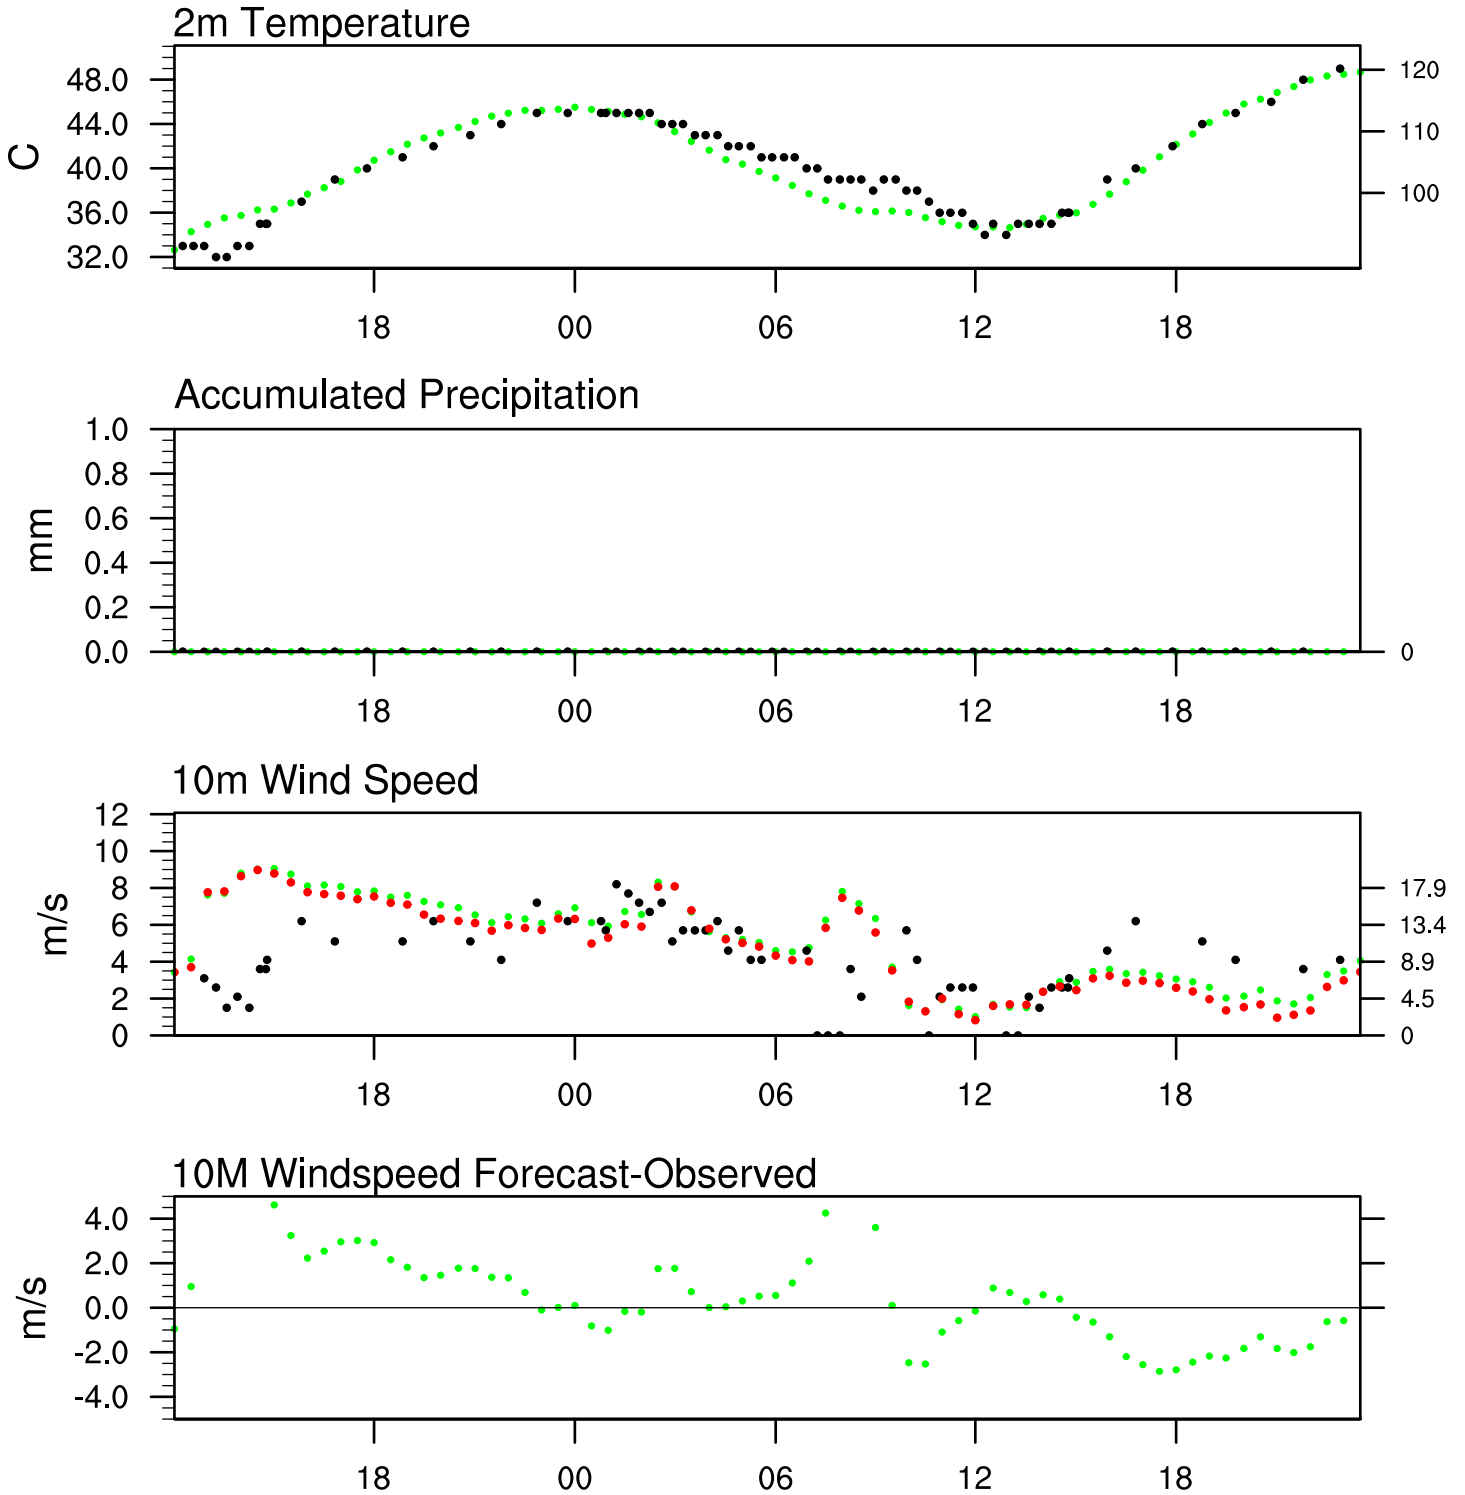 2m Temperature
48.0
44.0
40.0
36.0
32.0
C
120
110
100
18 00 06 12 18
Accumulated Precipitation
1.0
0.8
0.6
0.4
0.2
0.0
mm
0
18 00 06 12 18
10m Wind Speed
12
10
8
6
4
2
0
m/s
17.9
13.4
8.9
4.5
0
18 00 06 12 18
10M Windspeed Forecast-Observed
4.0
2.0
0.0
-2.0
-4.0
m/s
18 00 06 12 18